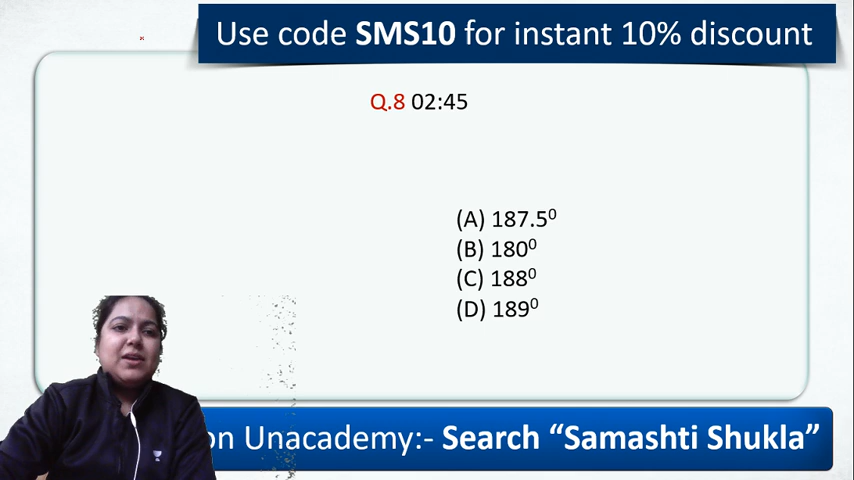 Use code SMS10 for instant 10% discount
Q.8 02:45
(A) 187.5⁰
(B) 180⁰
(C) 188⁰
(D) 189⁰
on Unacademy:- Search “Samashti Shukla”